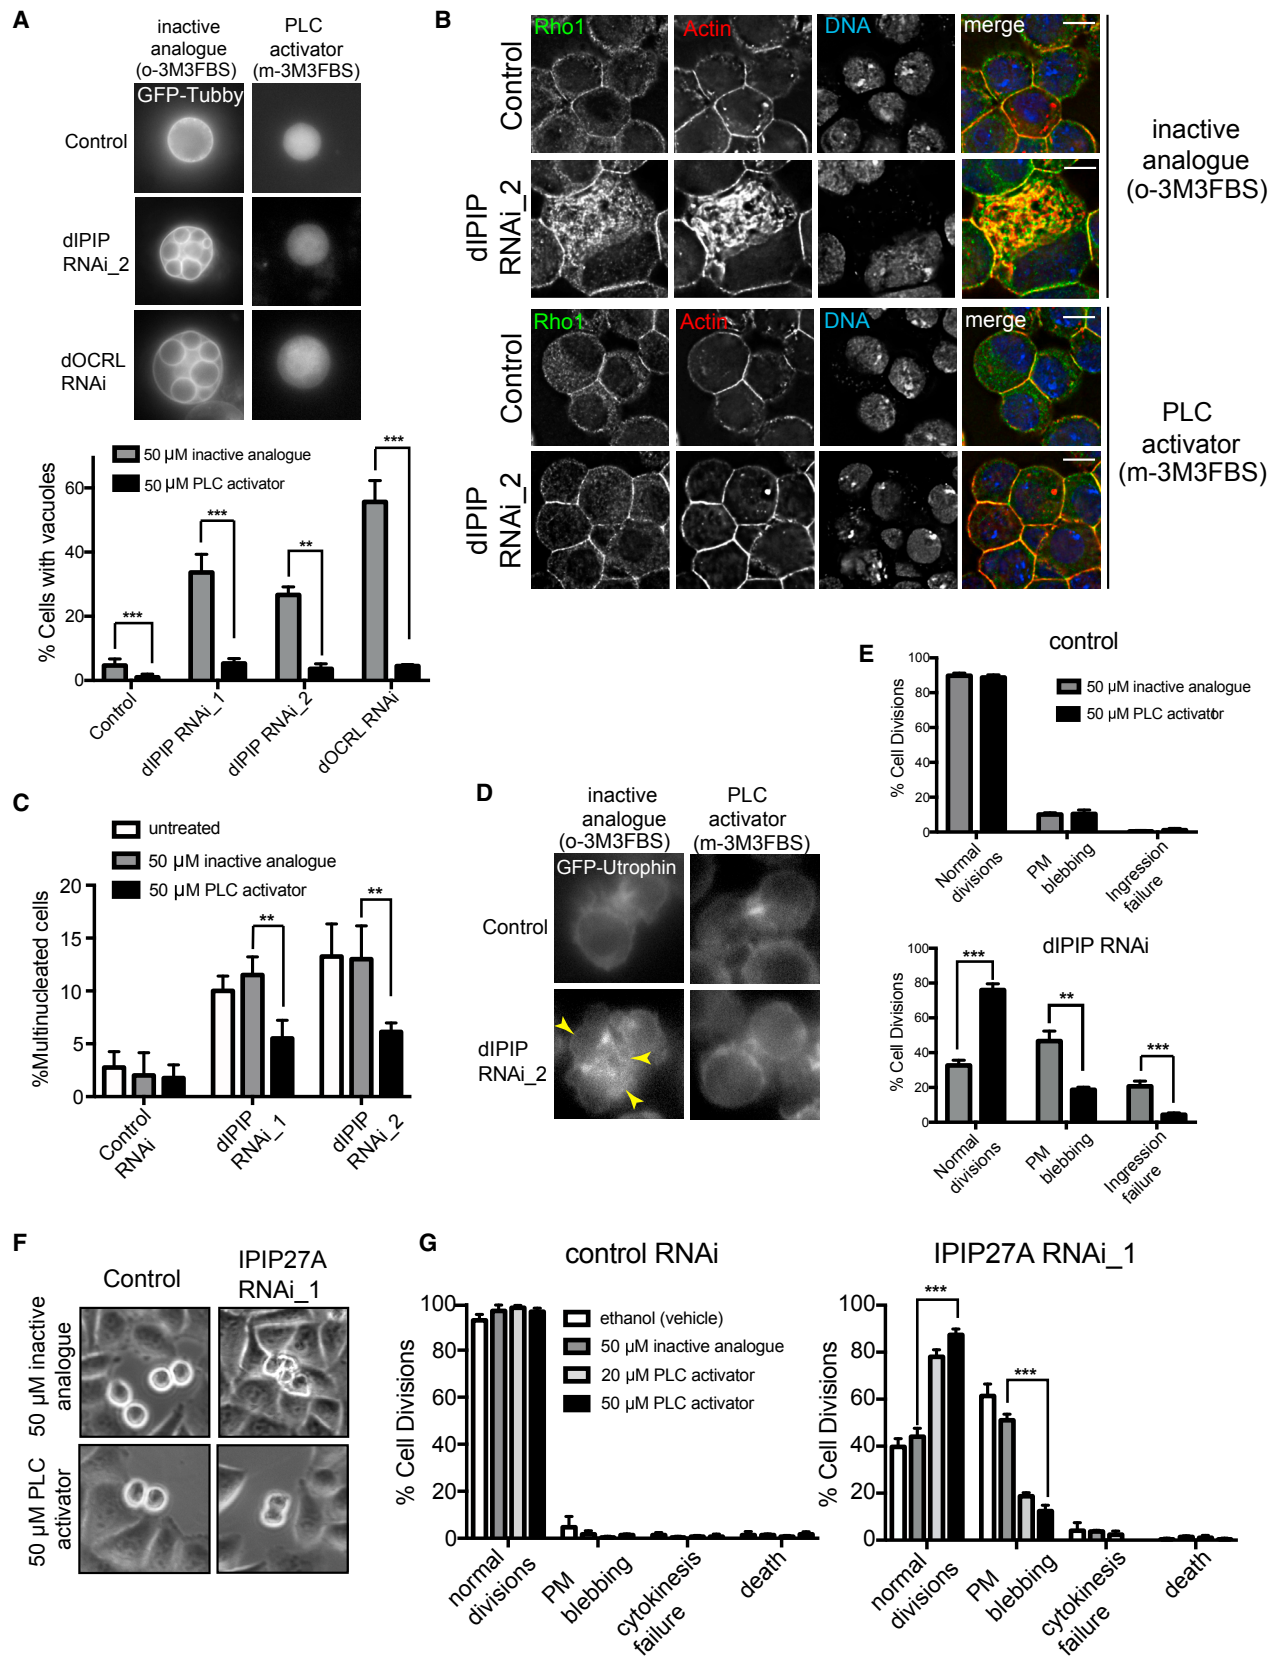 A
inactive analogue (o-3M3FBS)
PLC activator (m-3M3FBS)
GFP-Tubby
Control
dIPIP RNAi_2
dOCRL RNAi
50 µM inactive analogue
50 µM PLC activator
% Cells with vacuoles
60
40
20
0
***
***
**
***
Control
dIPIP RNAi_1
dIPIP RNAi_2
dOCRL RNAi
B
Rho1
Actin
DNA
merge
Control
dIPIP RNAi_2
inactive analogue (o-3M3FBS)
Rho1
Actin
DNA
merge
Control
dIPIP RNAi_2
PLC activator (m-3M3FBS)
C
untreated
50 µM inactive analogue
50 µM PLC activator
%Multinucleated cells
20
15
10
5
0
**
**
Control RNAi
dIPIP RNAi_1
dIPIP RNAi_2
D
inactive analogue (o-3M3FBS)
PLC activator (m-3M3FBS)
GFP-Utrophin
Control
dIPIP RNAi_2
E
control
50 µM inactive analogue
50 µM PLC activator
% Cell Divisions
100
80
60
40
20
0
Normal divisions
PM blebbing
Ingression failure
dIPIP RNAi
% Cell Divisions
100
80
60
40
20
0
***
**
***
Normal divisions
PM blebbing
Ingression failure
F
Control
IPIP27A RNAi_1
50 µM inactive analogue
50 µM PLC activator
G
control RNAi
ethanol (vehicle)
50 µM inactive analogue
20 µM PLC activator
50 µM PLC activator
% Cell Divisions
100
80
60
40
20
0
normal divisions
PM blebbing
cytokinesis failure
death
IPIP27A RNAi_1
% Cell Divisions
100
80
60
40
20
0
***
***
normal divisions
PM blebbing
cytokinesis failure
death